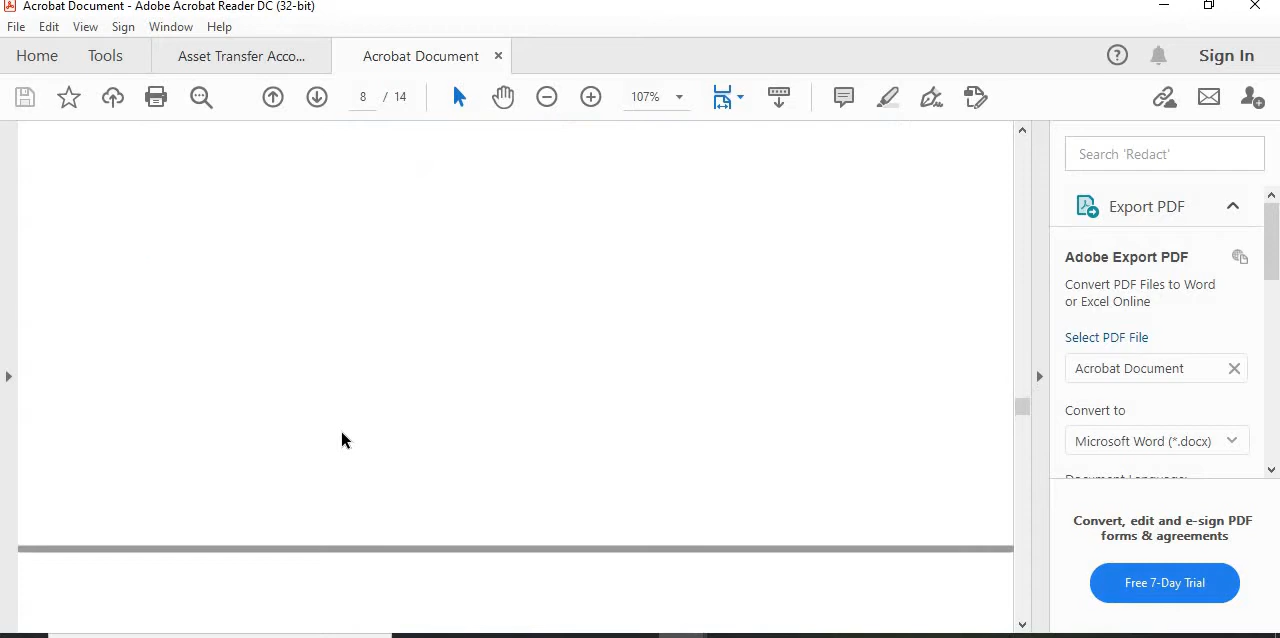 Acrobat Document - Adobe Acrobat Reader DC (32-bit)
File Edit View Sign Window Help
Home Tools Asset Transfer Acco... Acrobat Document Sign In
8 / 14 107%
Search 'Redact'
Export PDF
Adobe Export PDF
Convert PDF Files to Word
or Excel Online
Select PDF File
Acrobat Document
Convert to
Microsoft Word (*.docx)
Document Language:
Convert, edit and e-sign PDF
forms & agreements
Free 7-Day Trial